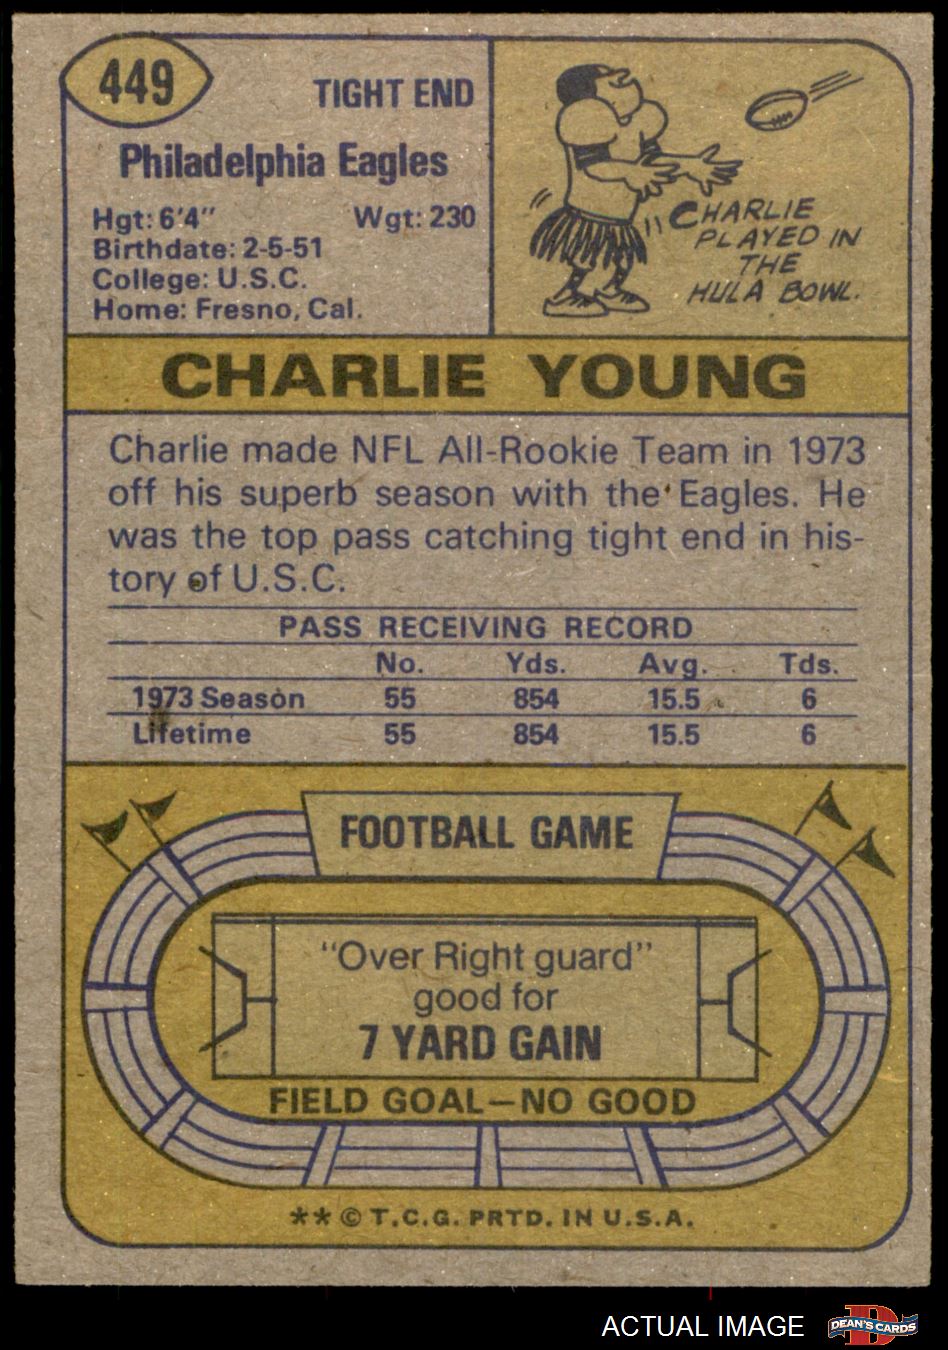 449
TIGHT END
Philadelphia Eagles
Hgt: 6'4" Wgt: 230
Birthdate: 2-5-51
College: U.S.C.
Home: Fresno, Cal.
CHARLIE
PLAYED IN
THE
HULA BOWL.
CHARLIE YOUNG
Charlie made NFL All-Rookie Team in 1973
off his superb season with the Eagles. He
was the top pass catching tight end in his-
tory of U.S.C.
PASS RECEIVING RECORD
No. Yds. Avg. Tds.
1973 Season 55 854 15.5 6
Lifetime 55 854 15.5 6
FOOTBALL GAME
"Over Right guard"
good for
7 YARD GAIN
FIELD GOAL—NO GOOD
** © T.C.G. PRTD. IN U.S.A.
ACTUAL IMAGE
D
DEAN'S CARDS